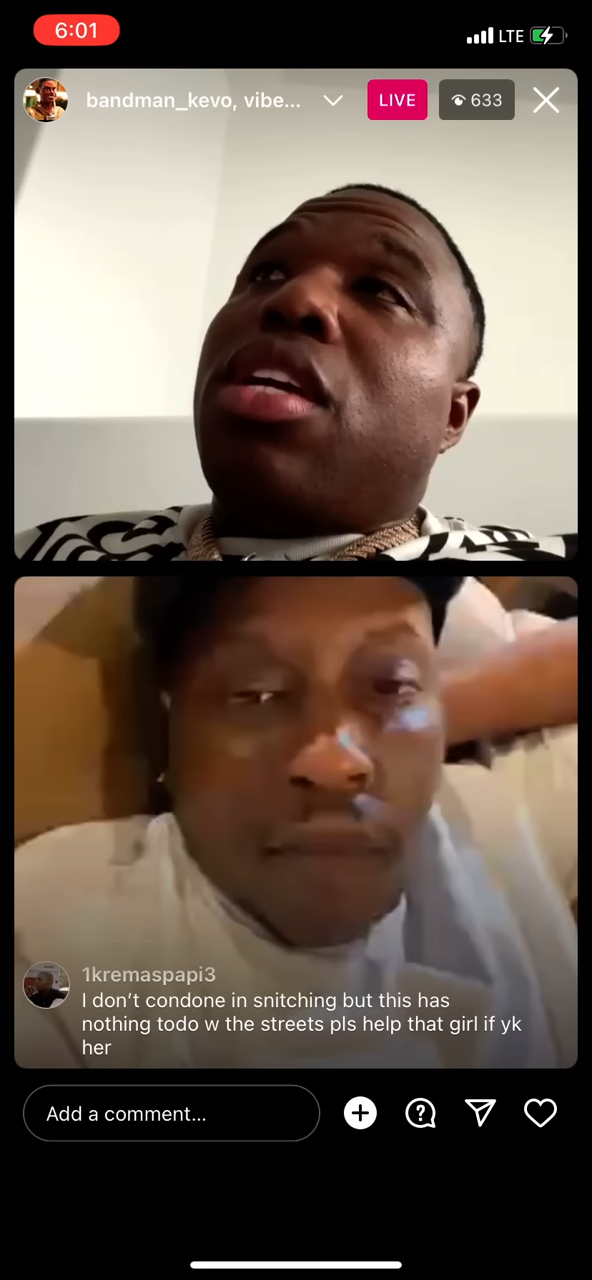 6:01
LTE
bandman_kevo, vibe...
LIVE
633
1kremaspapi3
I don't condone in snitching but this has
nothing todo w the streets pls help that girl if yk
her
Add a comment...